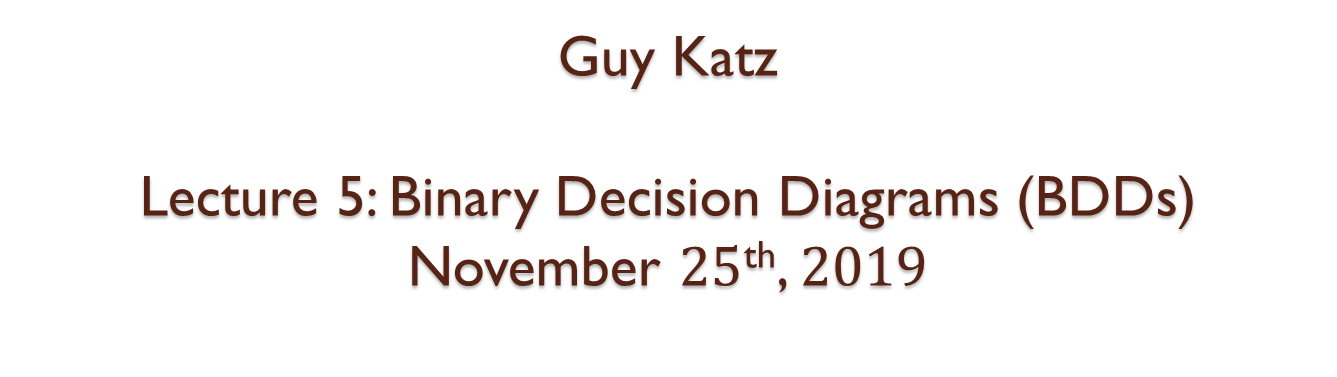 Guy Katz
Lecture 5: Binary Decision Diagrams (BDDs)
November 25th, 2019